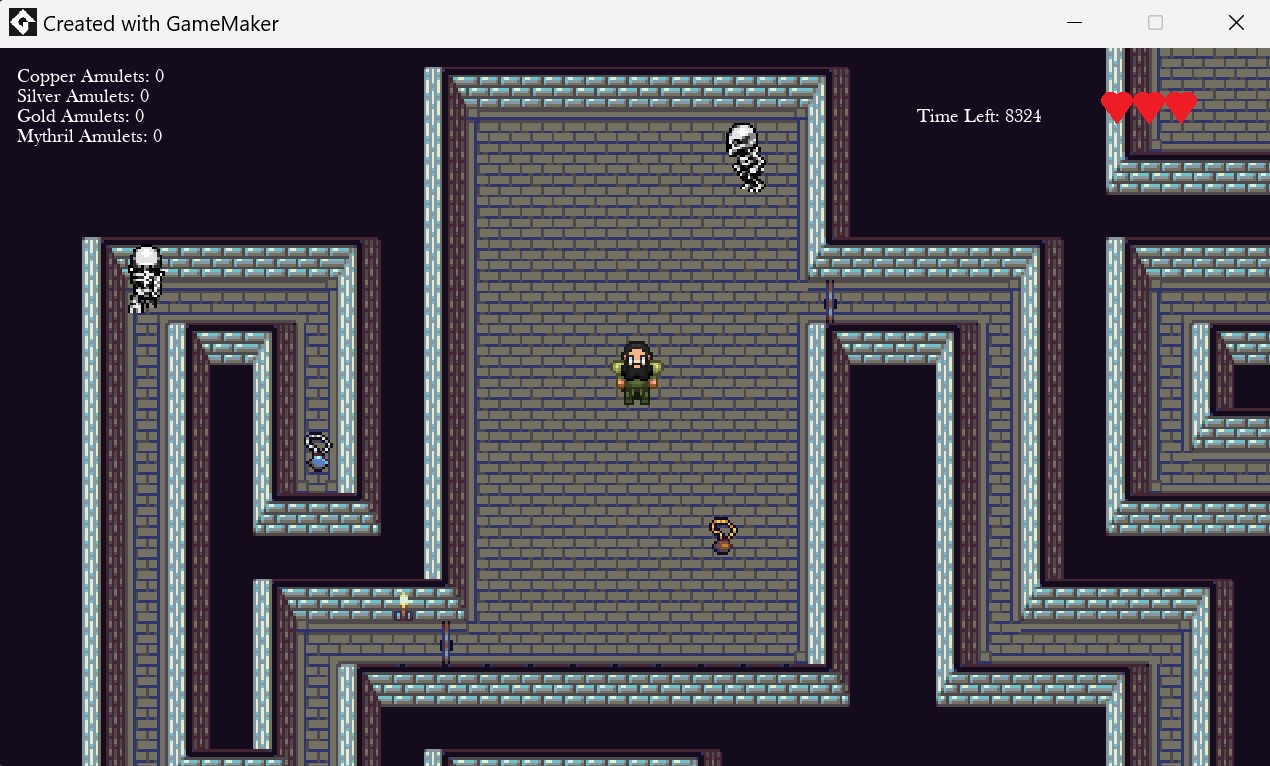 Created with GameMaker
Copper Amulets: 0
Silver Amulets: 0
Gold Amulets: 0
Mythril Amulets: 0
Time Left: 8324